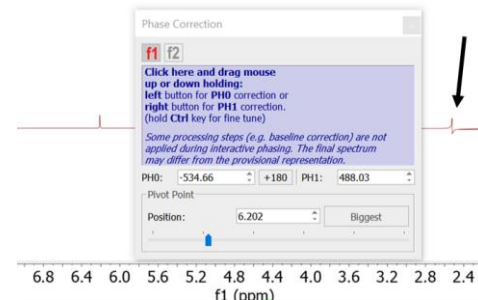 Phase Correction
f1 f2
Click here and drag mouse
up or down holding:
left button for PH0 correction or
right button for PH1 correction.
(hold Ctrl key for fine tune)
Some processing steps (e.g. baseline correction) are not
applied during interactive phasing. The final spectrum
may differ from the provisional representation.
PH0: -534.66 +180 PH1: 488.03
Pivot Point
Position: 6.202 Biggest
6.8 6.4 6.0 5.6 5.2 4.8 4.4 4.0 3.6 3.2 2.8 2.4
f1 (ppm)